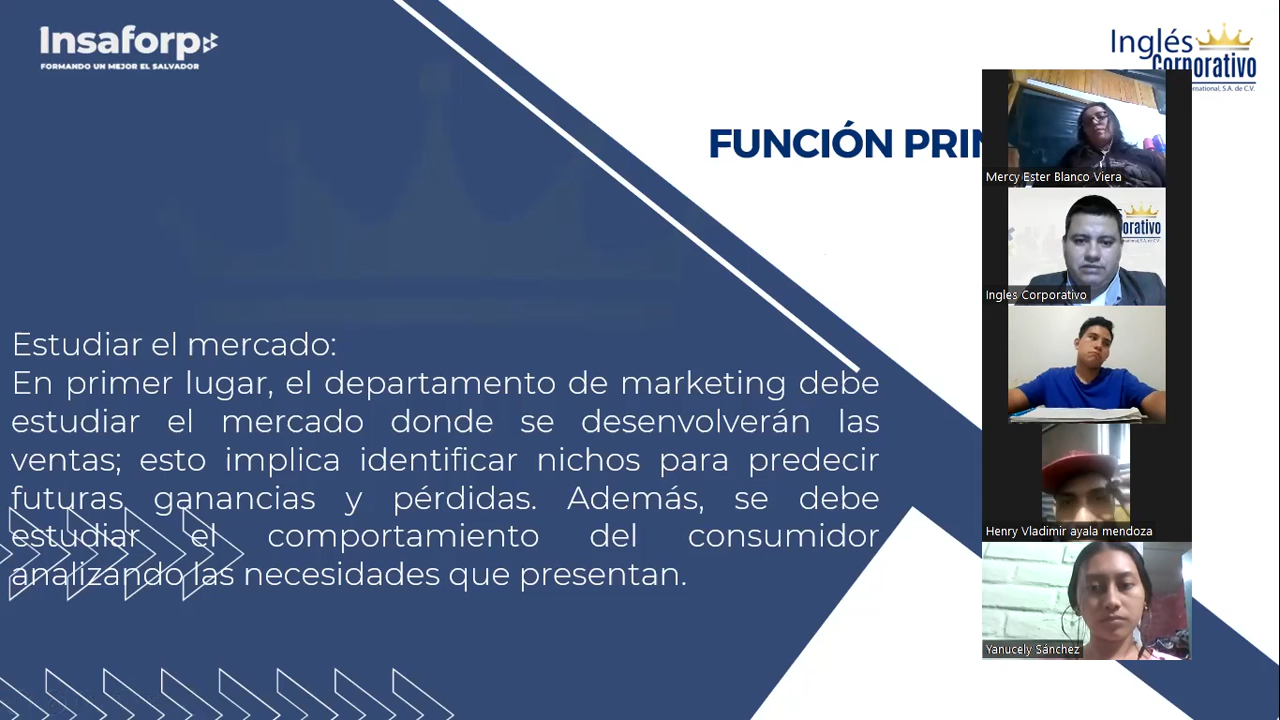 Insaforp
FORMANDO UN MEJOR EL SALVADOR
Inglés
Corporativo
S.A. de C.V.
FUNCIÓN
Mercy Ester Blanco Viera
Ingles Corporativo
Henry Vladimir ayala mendoza
Yanucely Sánchez
Estudiar el mercado:
En primer lugar, el departamento de marketing debe
estudiar el mercado donde se desenvolverán las
ventas; esto implica identificar nichos para predecir
futuras ganancias y pérdidas. Además, se debe
estudiar el comportamiento del consumidor
analizando las necesidades que presentan.